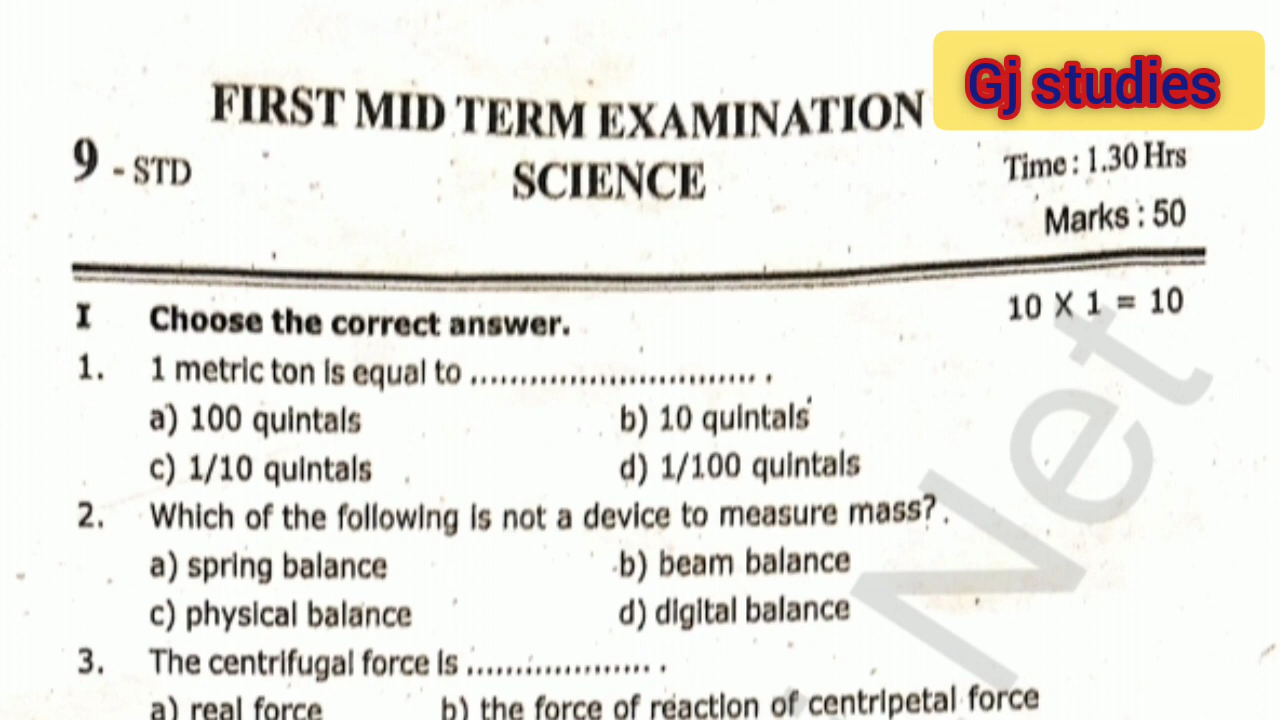 Gj studies
FIRST MID TERM EXAMINATION
9 - STD
SCIENCE
Time : 1.30 Hrs
Marks : 50
I Choose the correct answer. 10 X 1 = 10
1. 1 metric ton is equal to .............................. .
a) 100 quintals b) 10 quintals
c) 1/10 quintals d) 1/100 quintals
2. Which of the following is not a device to measure mass? .
a) spring balance b) beam balance
c) physical balance d) digital balance
3. The centrifugal force is .................... .
a) real force b) the force of reaction of centripetal force
Net